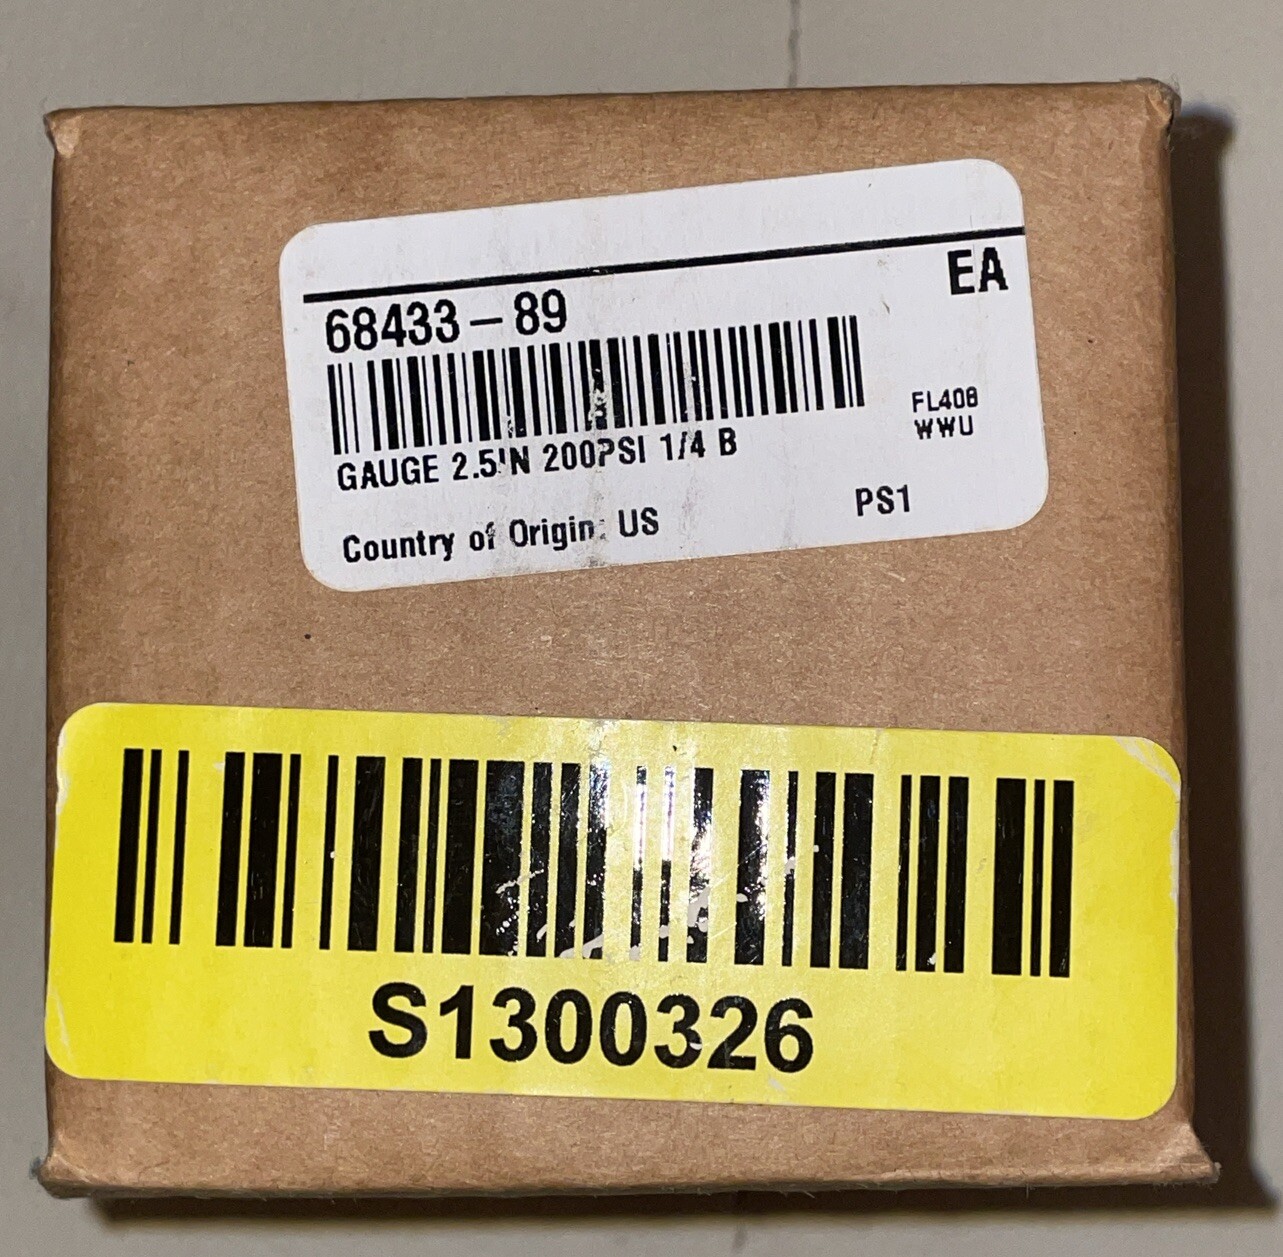 EA
68433-89
FL408
WWU
GAUGE 2.5IN 200PSI 1/4 B
PS1
Country of Origin: US
S1300326